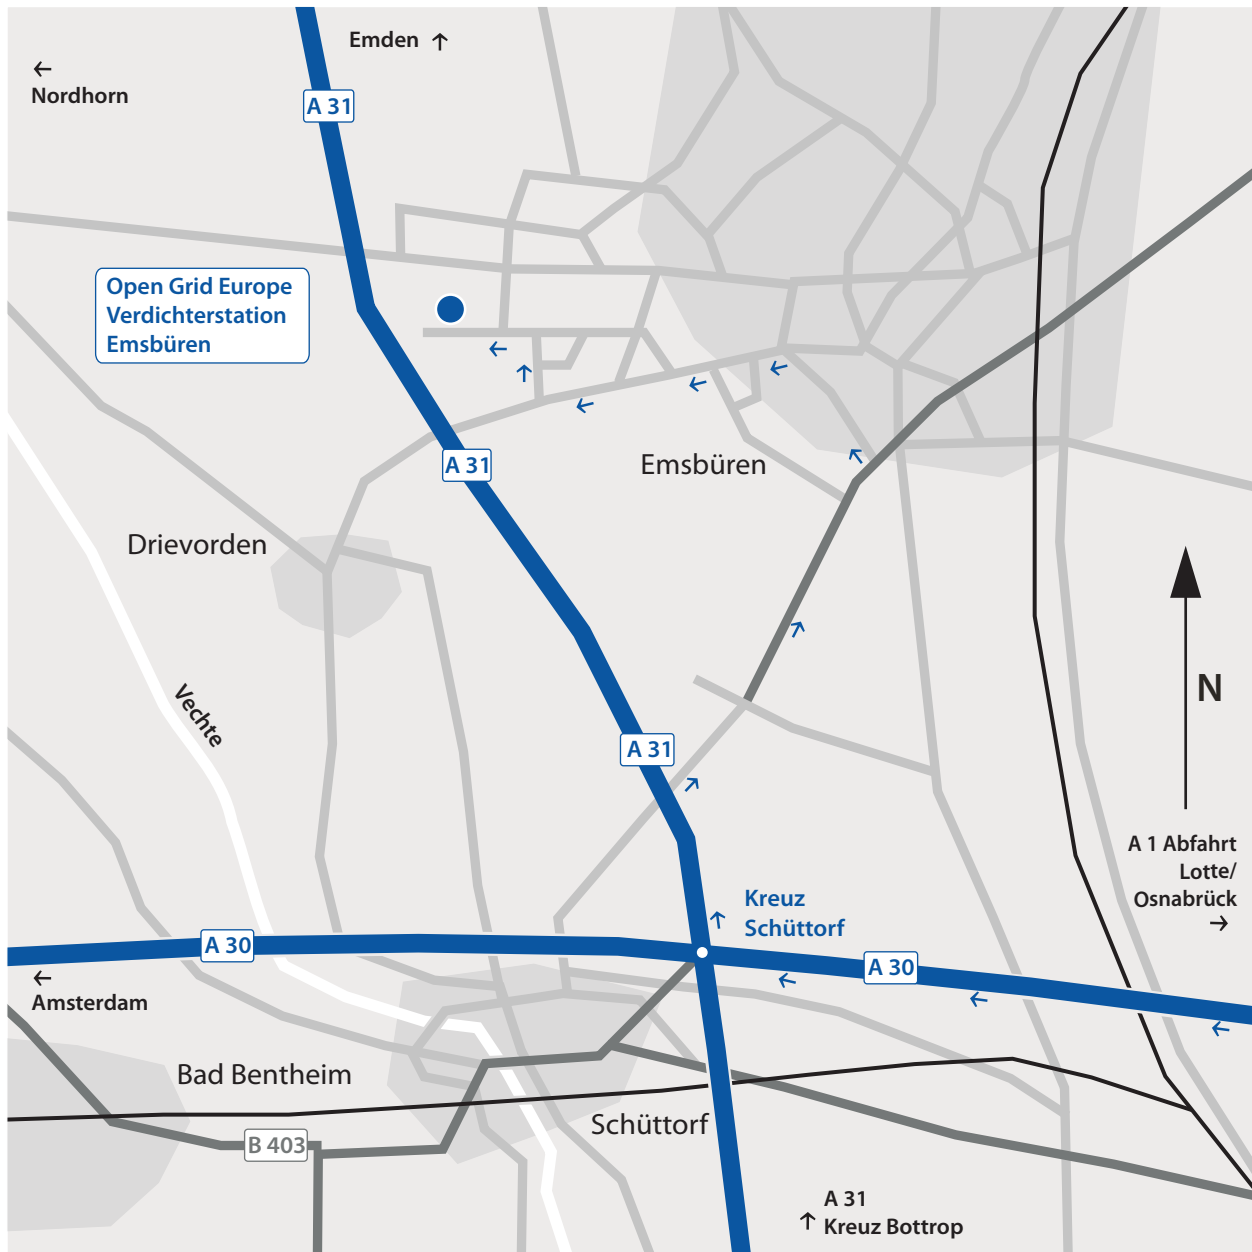 Emden ↑
←
Nordhorn
A 31
Open Grid Europe
Verdichterstation
Emsbüren
A 31
Emsbüren
Drievorden
Vechte
N
A 31
A 1 Abfahrt
Lotte/
Osnabrück
→
Kreuz
Schüttorf
A 30
A 30
←
Amsterdam
Bad Bentheim
Schüttorf
B 403
A 31
↑ Kreuz Bottrop